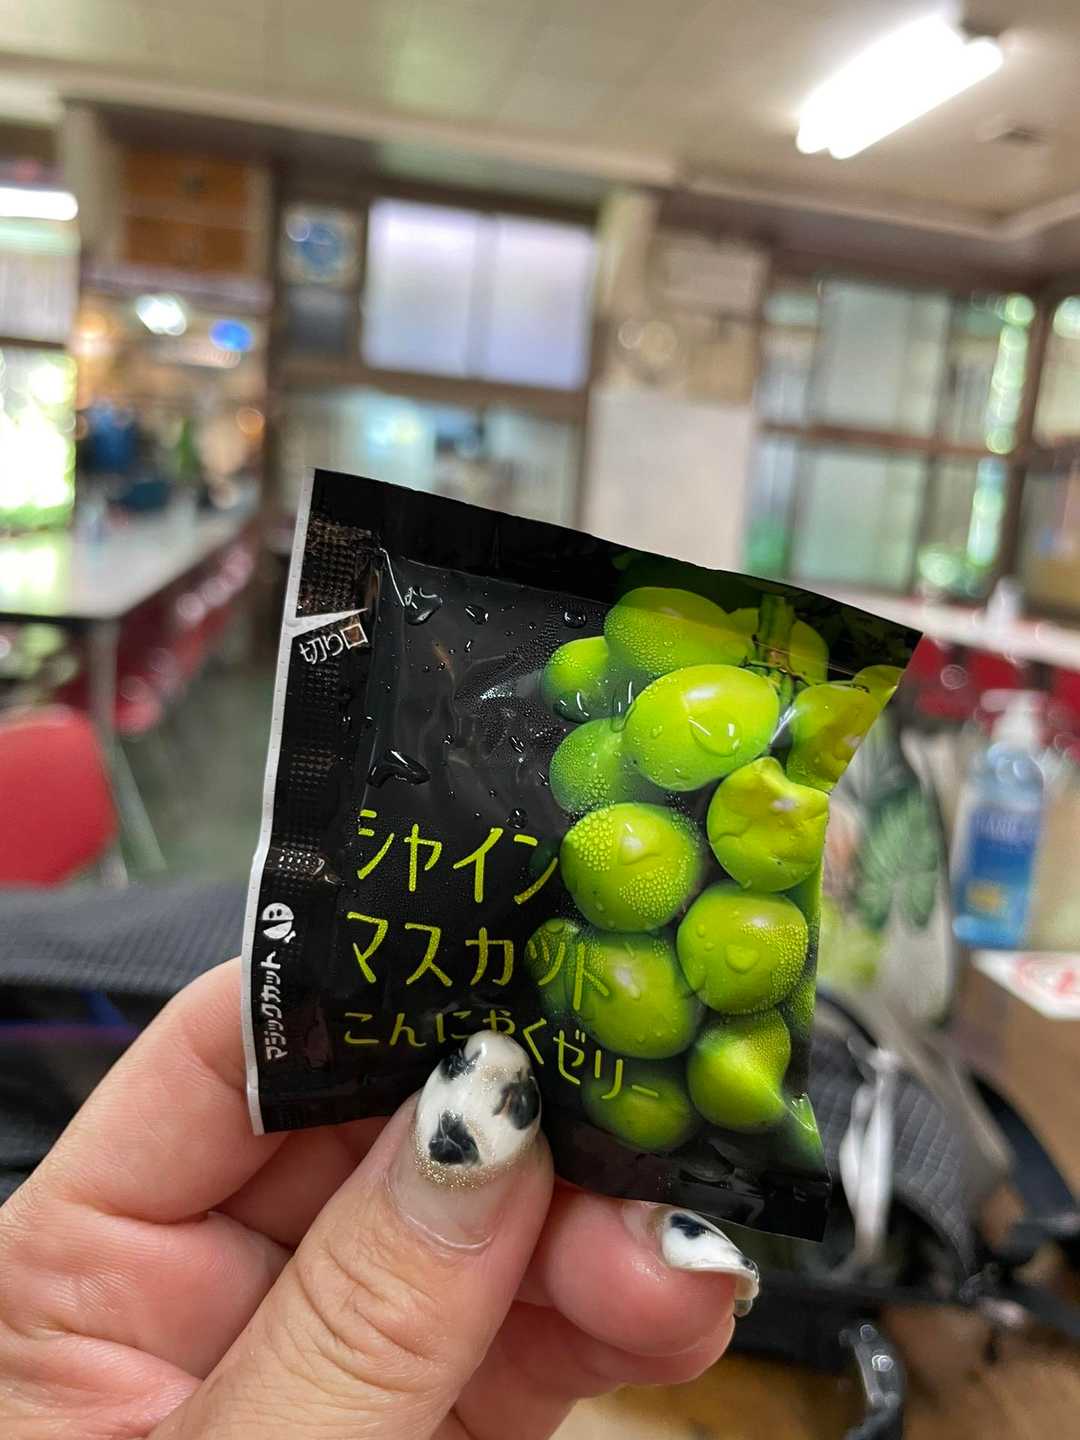 切り口
シャイン
マスカット
こんにゃくゼリー
マジックカット